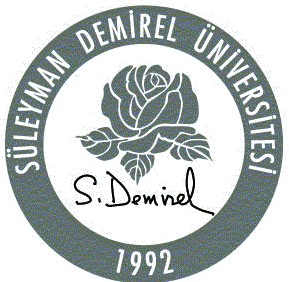 SÜLEYMAN DEMİREL ÜNİVERSİTESİ
S. Demirel
1992